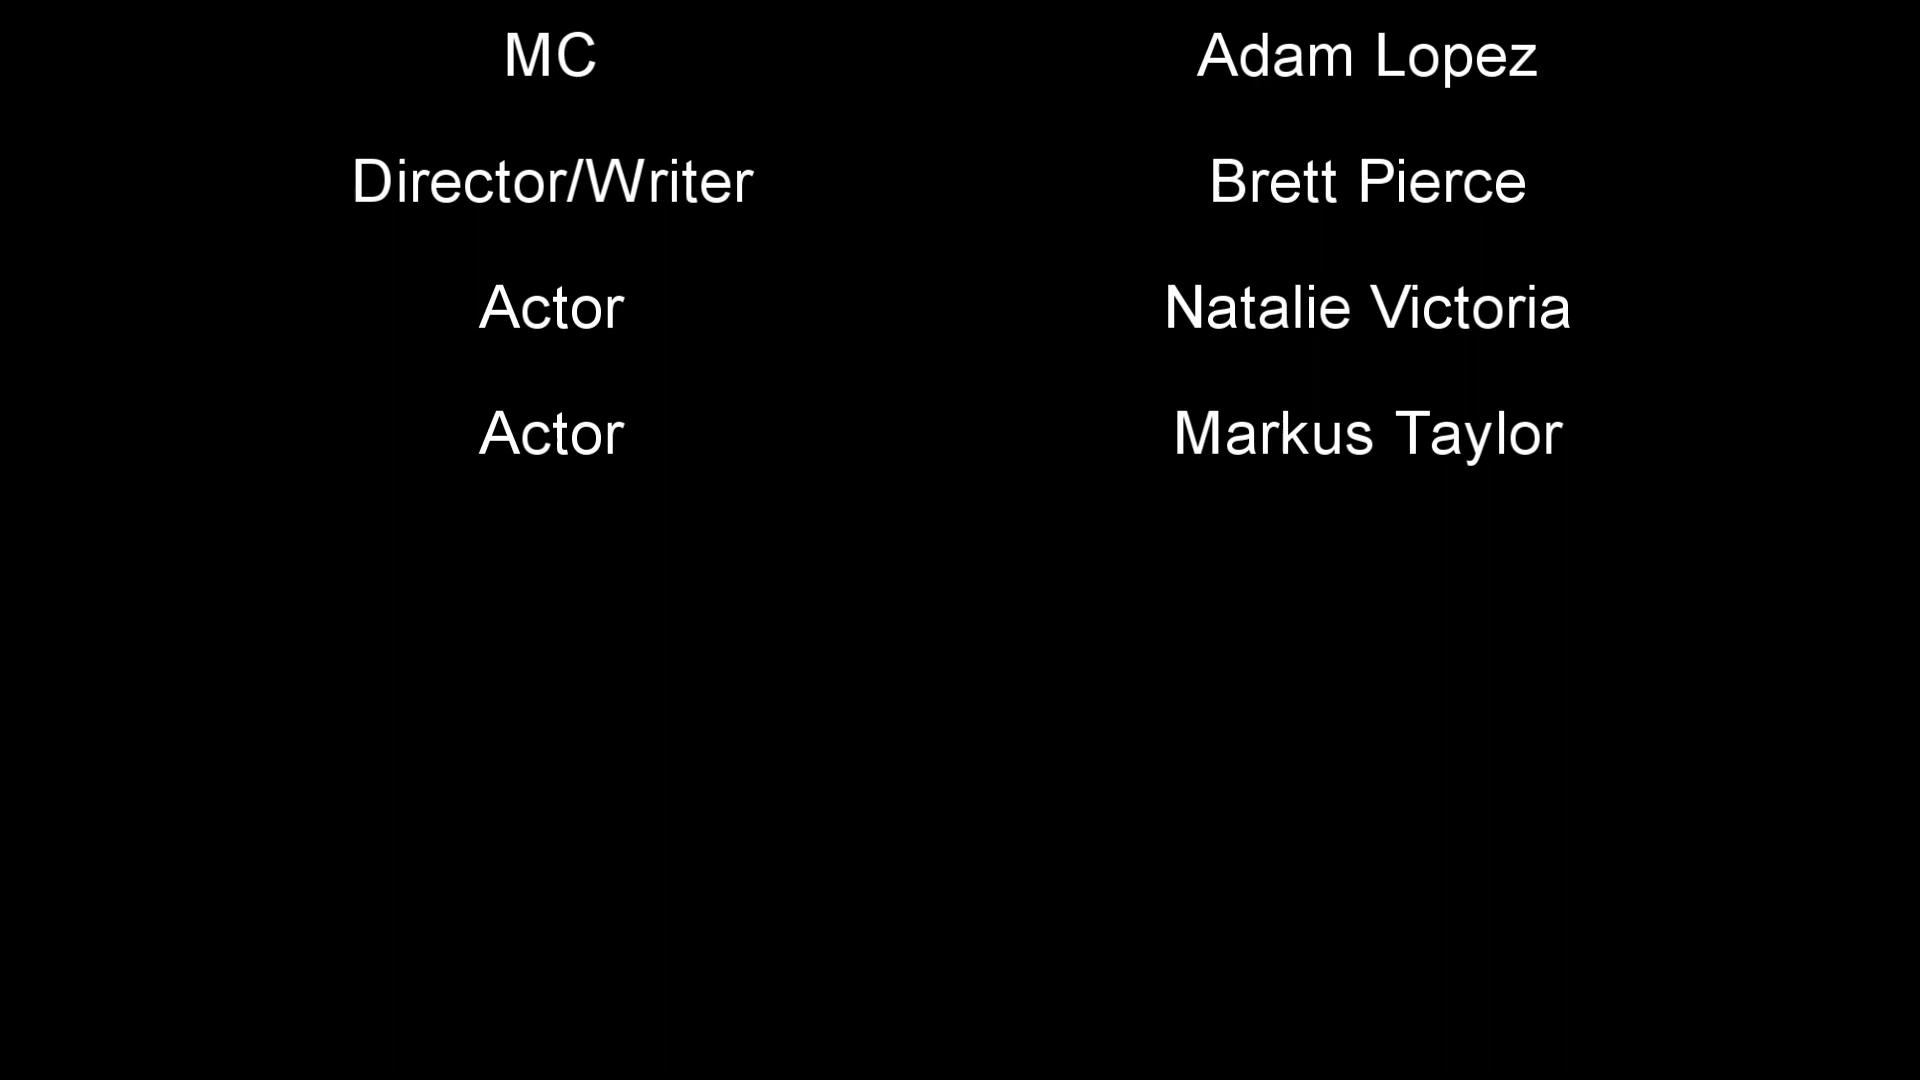 MC Adam Lopez
Director/Writer Brett Pierce
Actor Natalie Victoria
Actor Markus Taylor